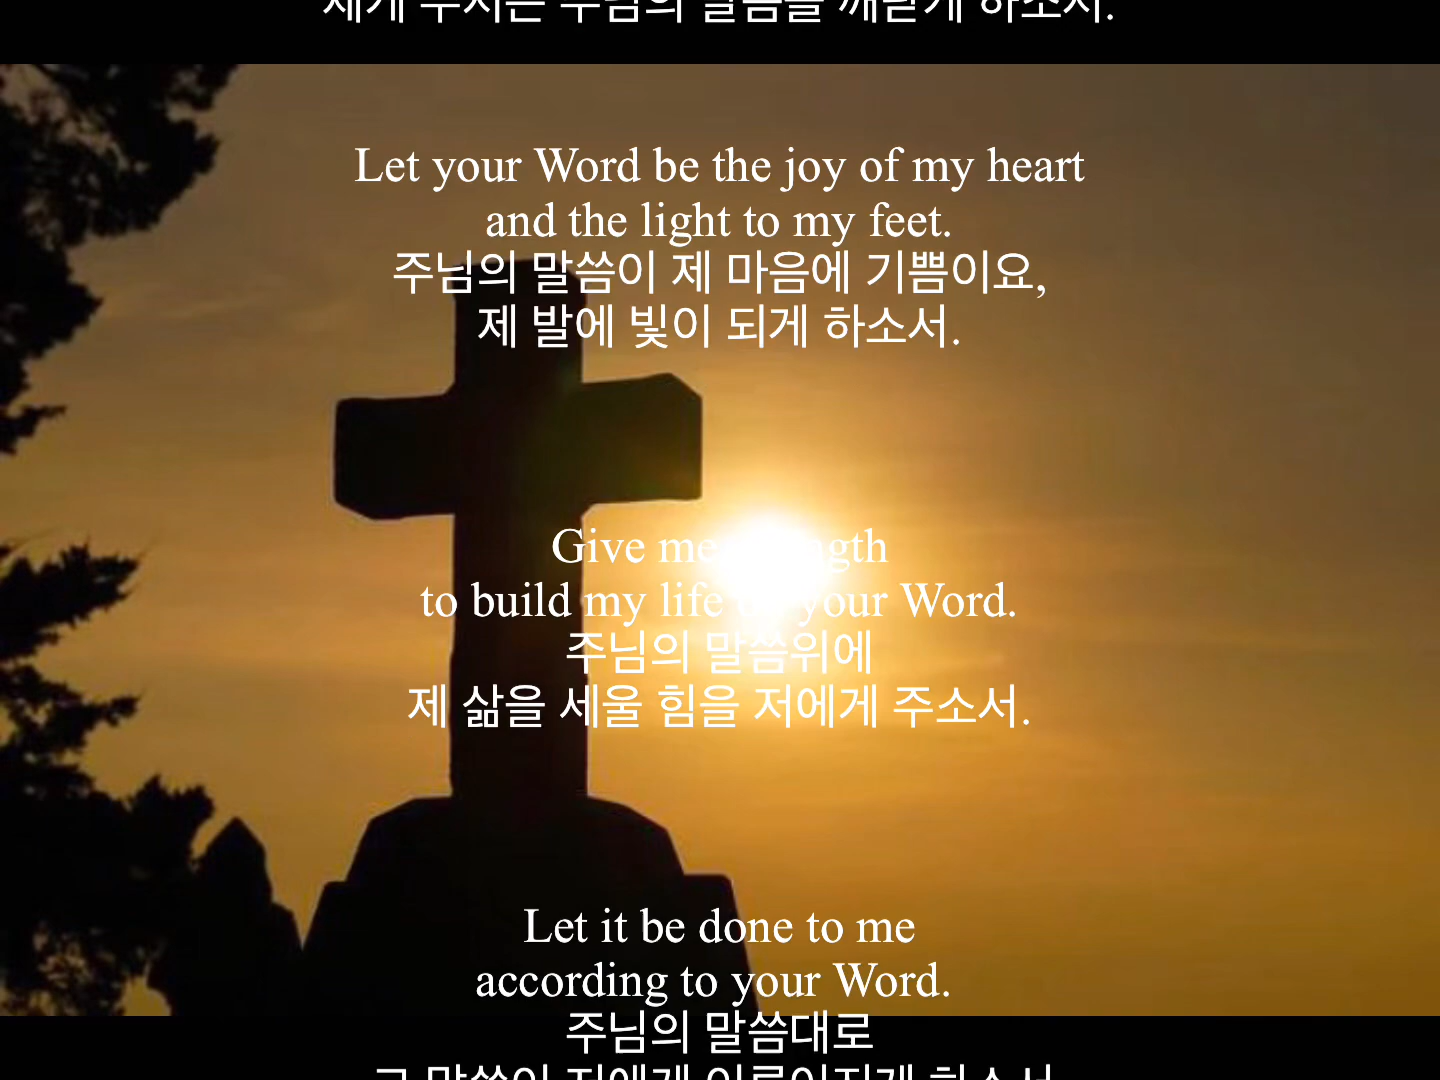 제게 주시는 주님의 말씀을 깨닫게 하소서.
Let your Word be the joy of my heart
and the light to my feet.
주님의 말씀이 제 마음에 기쁨이요,
제 발에 빛이 되게 하소서.
Give me strength
to build my life on your Word.
주님의 말씀위에
제 삶을 세울 힘을 저에게 주소서.
Let it be done to me
according to your Word.
주님의 말씀대로
그 말씀이 저에게 이루어지게 하소서.